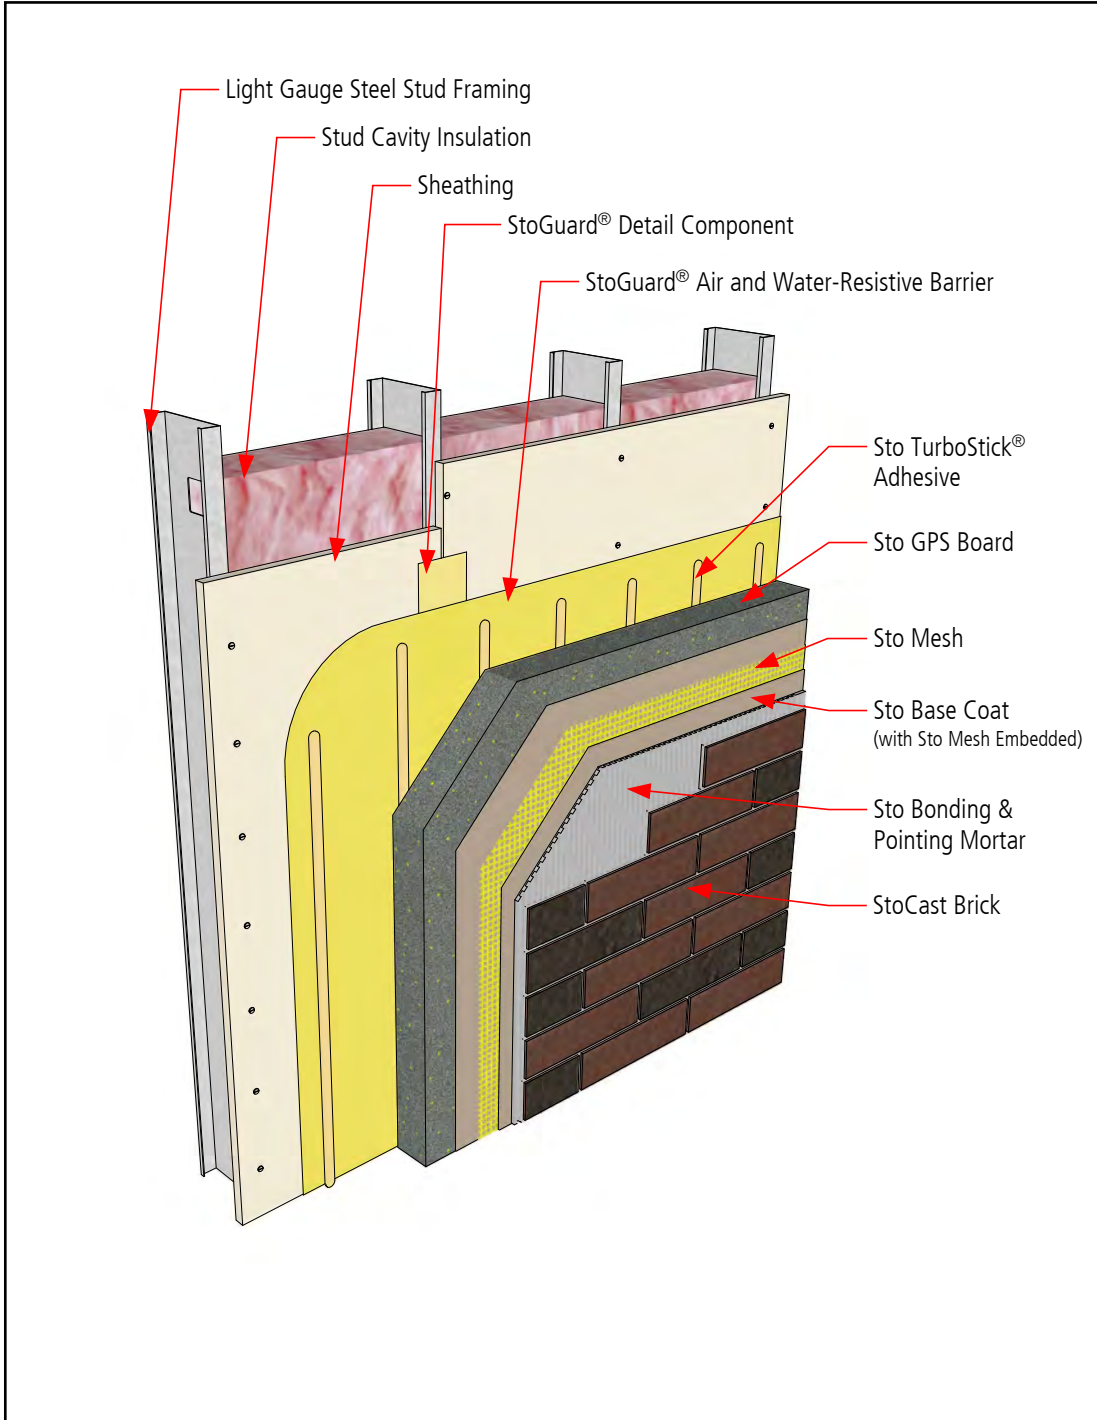 Light Gauge Steel Stud Framing
Stud Cavity Insulation
Sheathing
StoGuard® Detail Component
StoGuard® Air and Water-Resistive Barrier
Sto TurboStick®
Adhesive
Sto GPS Board
Sto Mesh
Sto Base Coat
(with Sto Mesh Embedded)
Sto Bonding &
Pointing Mortar
StoCast Brick